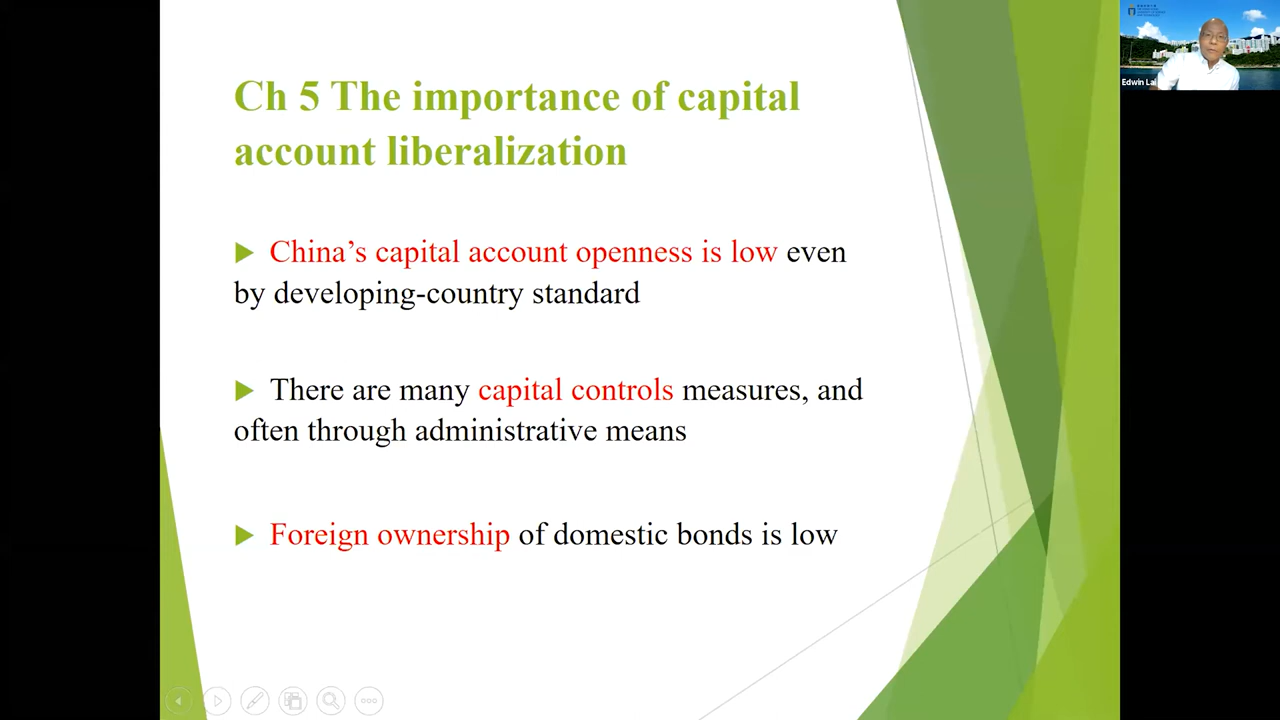 Ch 5 The importance of capital
account liberalization
China's capital account openness is low even
by developing-country standard
There are many capital controls measures, and
often through administrative means
Foreign ownership of domestic bonds is low
Edwin Lai